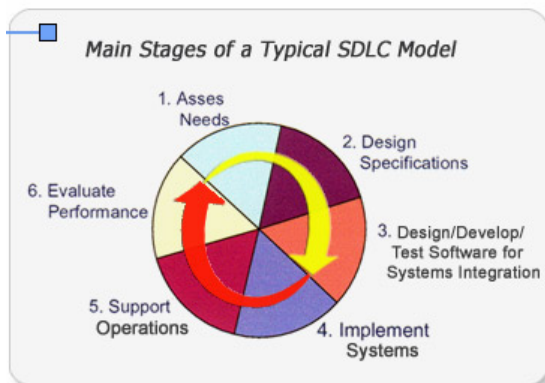 Main Stages of a Typical SDLC Model
1. Asses
Needs
2. Design
Specifications
3. Design/Develop/
Test Software for
Systems Integration
4. Implement
Systems
5. Support
Operations
6. Evaluate
Performance